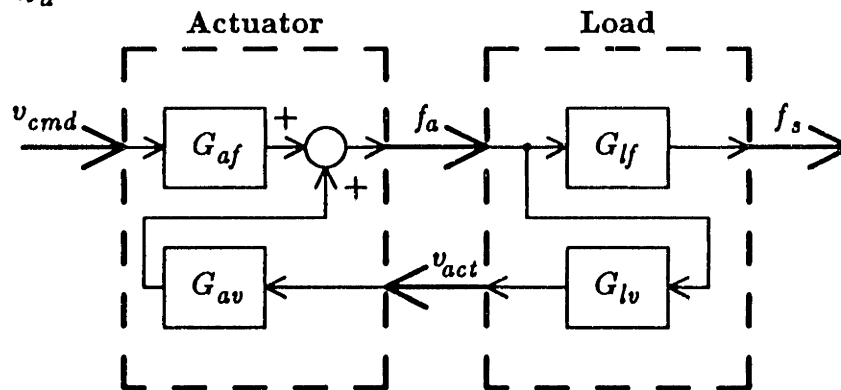 Actuator
Load
v_cmd
G_af
+
+
f_a
G_lf
f_s
G_av
v_act
G_lv